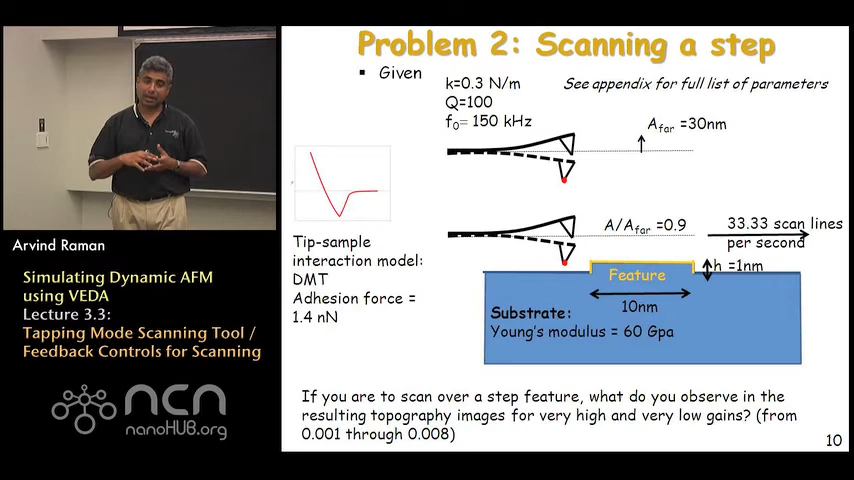 Problem 2: Scanning a step
▪ Given
k=0.3 N/m
Q=100
f0= 150 kHz
See appendix for full list of parameters
Afar =30nm
A/Afar =0.9
33.33 scan lines
per second
h =1nm
Feature
10nm
Substrate:
Young's modulus = 60 Gpa
Tip-sample
interaction model:
DMT
Adhesion force =
1.4 nN
If you are to scan over a step feature, what do you observe in the
resulting topography images for very high and very low gains? (from
0.001 through 0.008)
10
Arvind Raman
Simulating Dynamic AFM
using VEDA
Lecture 3.3:
Tapping Mode Scanning Tool /
Feedback Controls for Scanning
ncn
nanoHUB.org